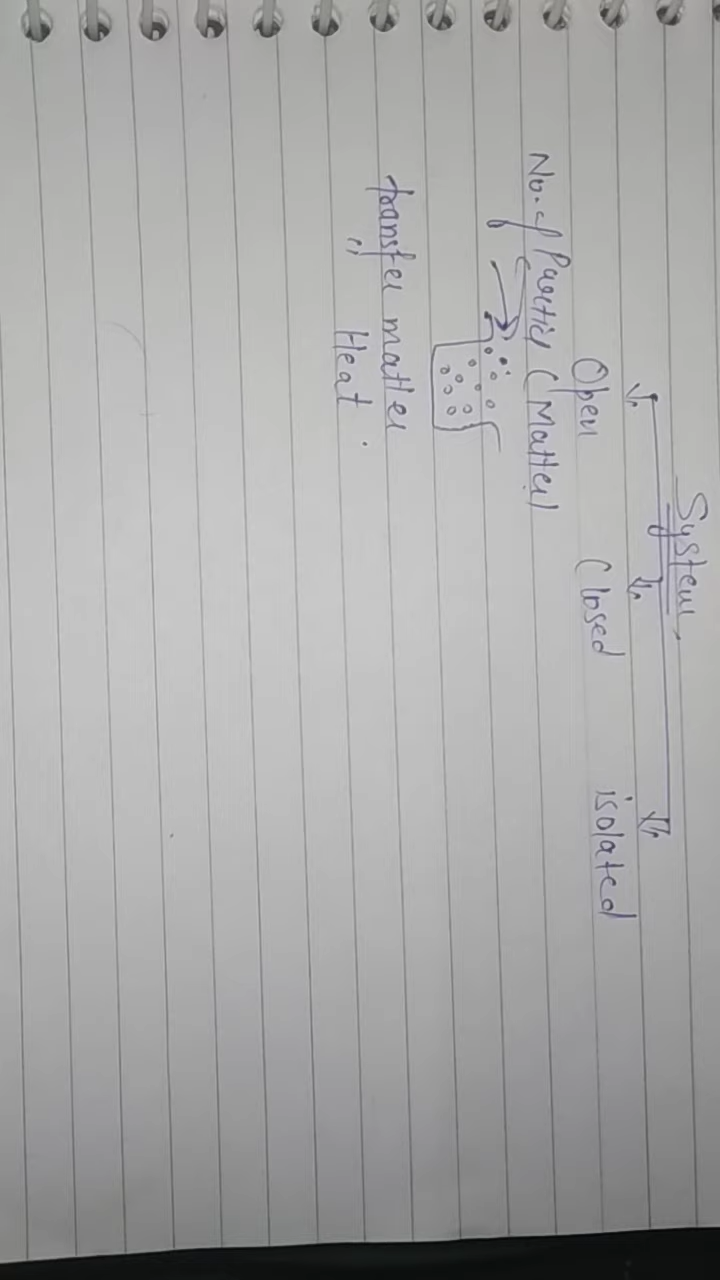 System,
Open Closed isolated
No. of Particles (Matter)
transfer matter
" Heat.